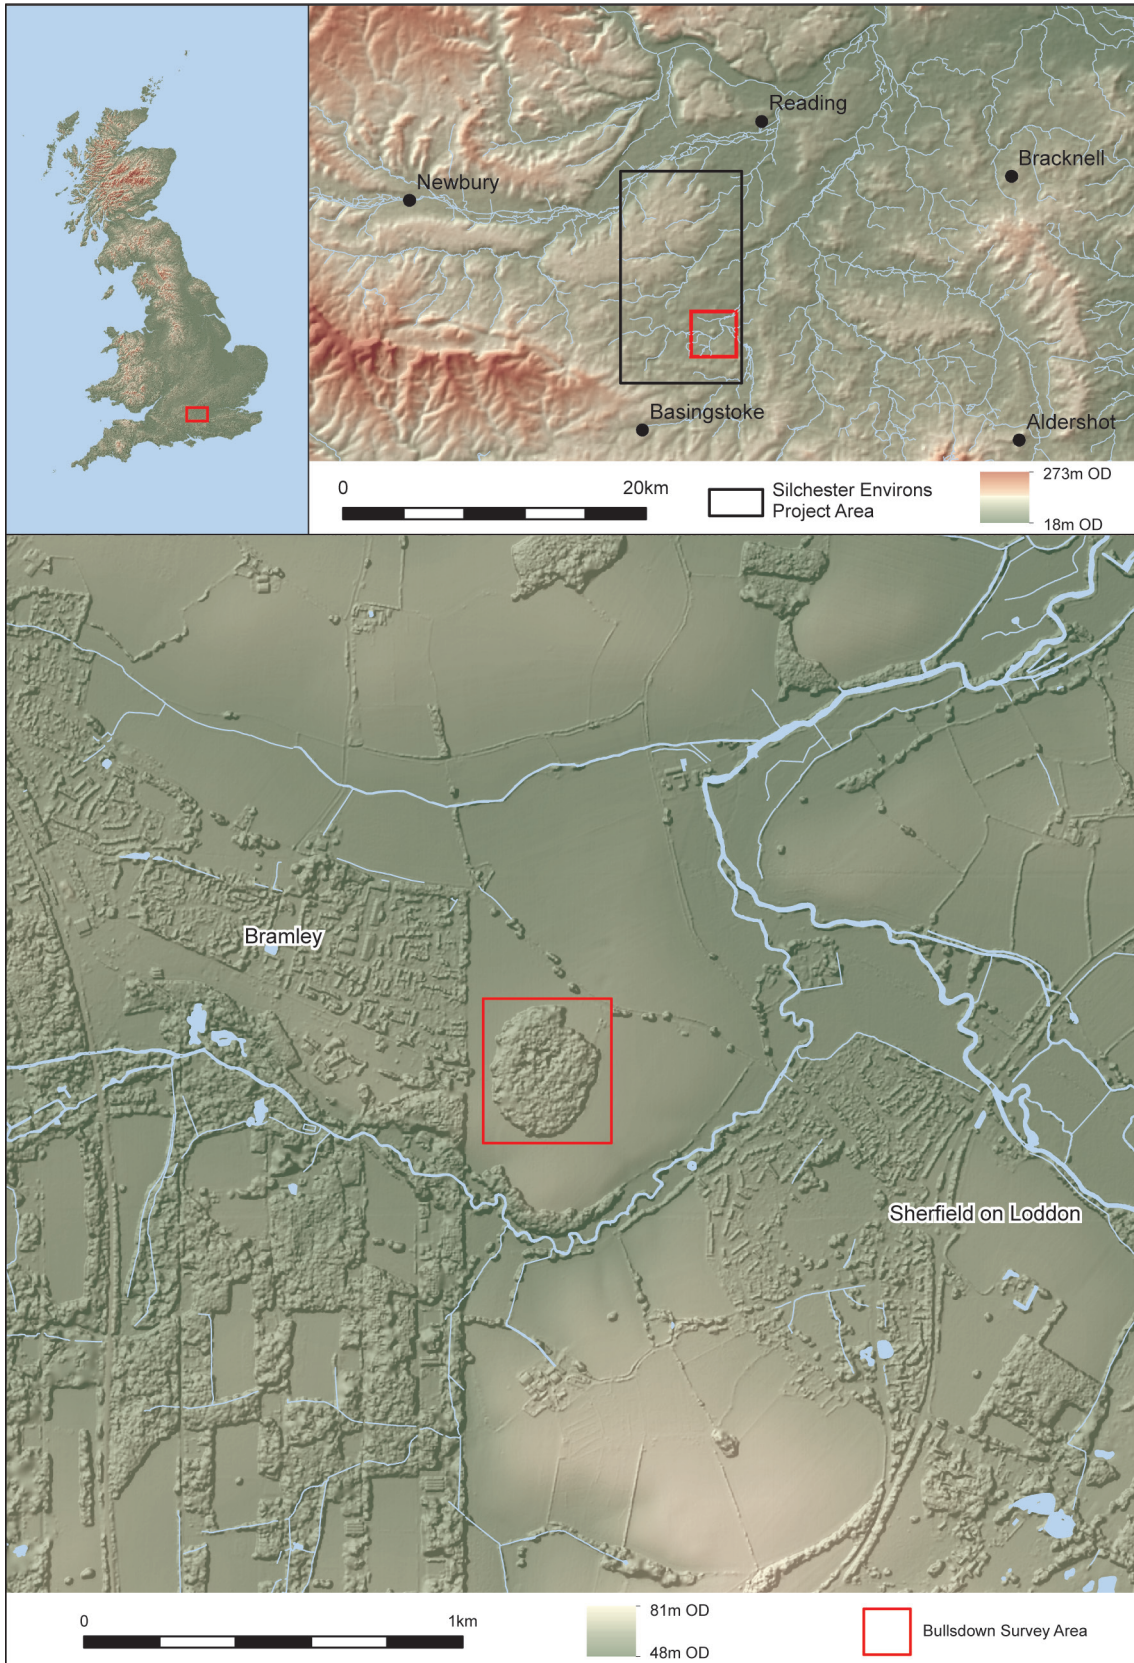 Reading
Bracknell
Newbury
Basingstoke
Aldershot
0 20km
Silchester Environs
Project Area
273m OD
18m OD
Bramley
Sherfield on Loddon
0 1km
81m OD
48m OD
Bullsdown Survey Area